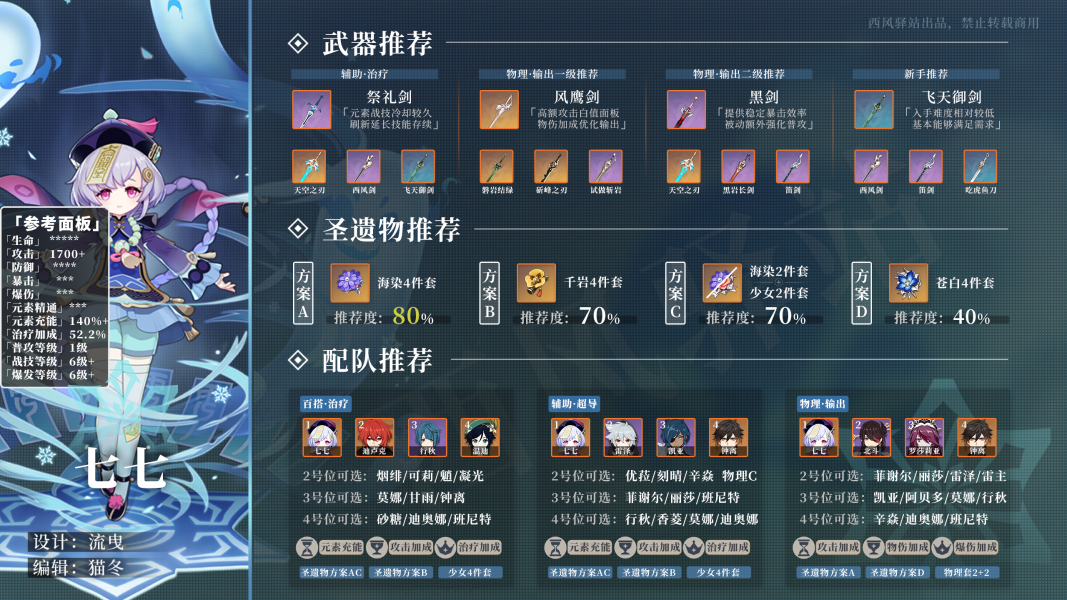 西风驿站出品，禁止转载商用
武器推荐
辅助·治疗
祭礼剑
「元素战技冷却较久
刷新延长技能存续」
天空之刃 西风剑 飞天御剑
物理·输出一级推荐
风鹰剑
「高额攻击白值面板
物伤加成优化输出」
磐岩结绿 斫峰之刃 试做斩岩
物理·输出二级推荐
黑剑
「提供稳定暴击效率
被动额外强化普攻」
天空之刃 黑岩长剑 笛剑
新手推荐
飞天御剑
「入手难度相对较低
基本能够满足需求」
西风剑 笛剑 吃虎鱼刀
圣遗物推荐
方案A
海染4件套
推荐度：80%
方案B
千岩4件套
推荐度：70%
方案C
海染2件套
少女2件套
推荐度：70%
方案D
苍白4件套
推荐度：40%
「参考面板」
「生命」 *****
「攻击」 1700+
「防御」 ****
「暴击」 ***
「爆伤」 ***
「元素精通」***
「元素充能」140%+
「治疗加成」52.2%
「普攻等级」1级
「战技等级」6级+
「爆发等级」6级+
七七
设计：流曳
编辑：猫冬
配队推荐
百搭·治疗
1 2 3 4
七七 迪卢克 行秋 温迪
2号位可选：烟绯/可莉/魈/凝光
3号位可选：莫娜/甘雨/钟离
4号位可选：砂糖/迪奥娜/班尼特
元素充能 攻击加成 治疗加成
圣遗物方案AC 圣遗物方案B 少女4件套
辅助·超导
1 2 3 4
七七 雷泽 凯亚 钟离
2号位可选：优菈/刻晴/辛焱 物理C
3号位可选：菲谢尔/丽莎/班尼特
4号位可选：行秋/香菱/莫娜/迪奥娜
元素充能 攻击加成 治疗加成
圣遗物方案AC 圣遗物方案B 少女4件套
物理·输出
1 2 3 4
七七 北斗 罗莎莉亚 钟离
2号位可选：菲谢尔/丽莎/雷泽/雷主
3号位可选：凯亚/阿贝多/莫娜/行秋
4号位可选：辛焱/迪奥娜/班尼特
攻击加成 物伤加成 爆伤加成
圣遗物方案A 圣遗物方案D 物理套2+2